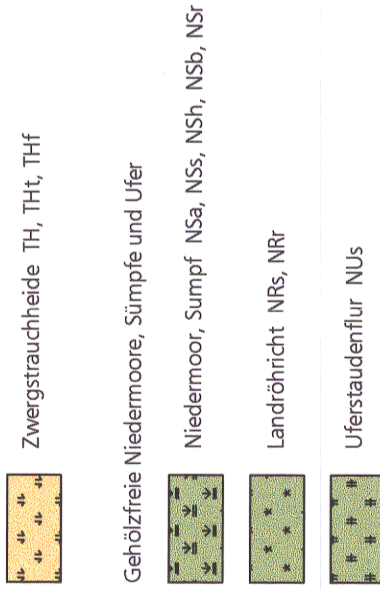 Zwergstrauchheide TH, THt, THf
Gehölzfreie Niedermoore, Sümpfe und Ufer
Niedermoor, Sumpf NSa, NSs, NSh, NSb, NSr
Landröhricht NRs, NRr
Uferstaudenflur NUs